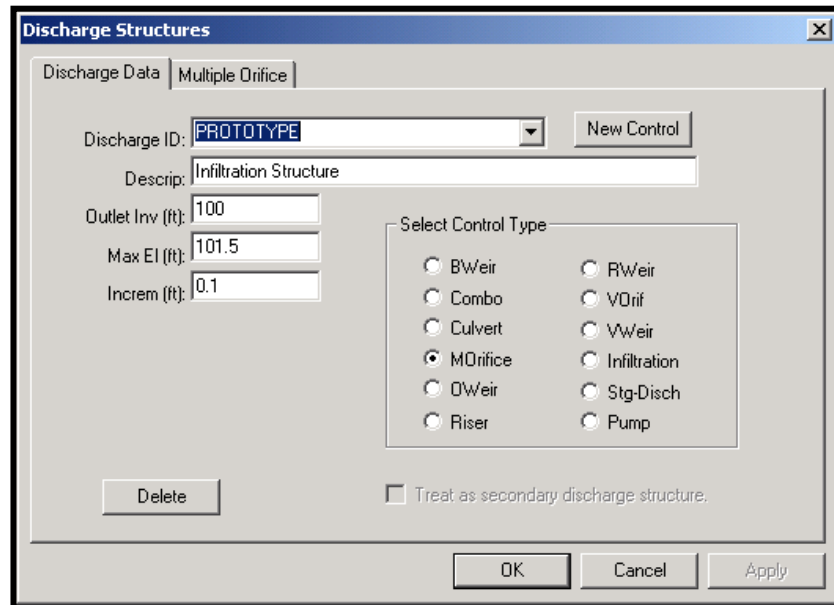 Discharge Structures
Discharge Data Multiple Orifice
Discharge ID: PROTOTYPE New Control
Descrip: Infiltration Structure
Outlet Inv (ft): 100
Max El (ft): 101.5
Increm (ft): 0.1
Select Control Type
BWeir RWeir
Combo VOrif
Culvert VWeir
MOrifice Infiltration
OWeir Stg-Disch
Riser Pump
Delete Treat as secondary discharge structure.
OK Cancel Apply